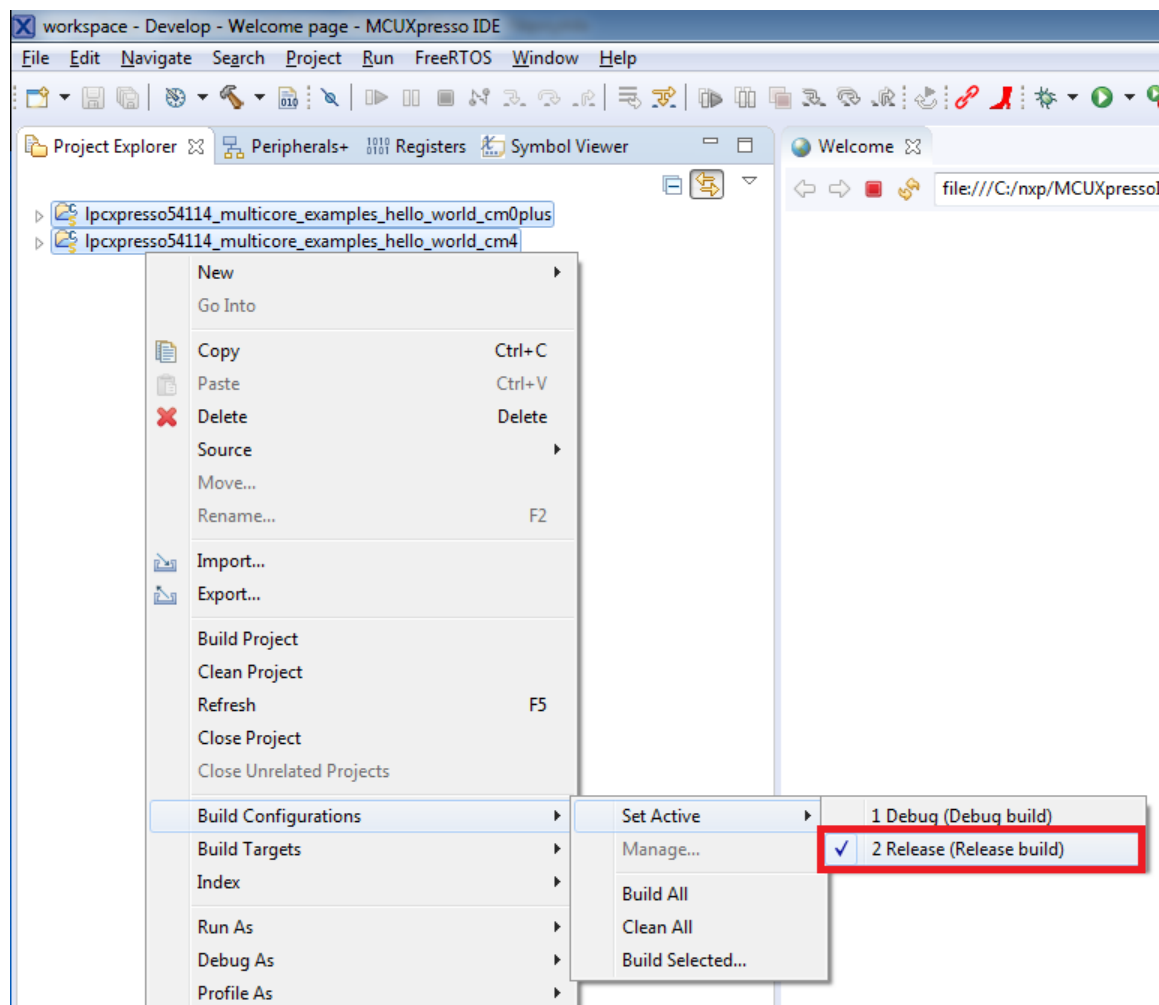 workspace - Develop - Welcome page - MCUXpresso IDE
File Edit Navigate Search Project Run FreeRTOS Window Help
010
Project Explorer Peripherals+ 1010 0101 Registers Symbol Viewer
Welcome
file:///C:/nxp/MCUXpressoI
lpcxpresso54114_multicore_examples_hello_world_cm0plus
lpcxpresso54114_multicore_examples_hello_world_cm4
New
Go Into
Copy Ctrl+C
Paste Ctrl+V
Delete Delete
Source
Move...
Rename... F2
Import...
Export...
Build Project
Clean Project
Refresh F5
Close Project
Close Unrelated Projects
Build Configurations Set Active 1 Debug (Debug build)
Build Targets Manage... 2 Release (Release build)
Index
Build All
Run As Clean All
Debug As Build Selected...
Profile As